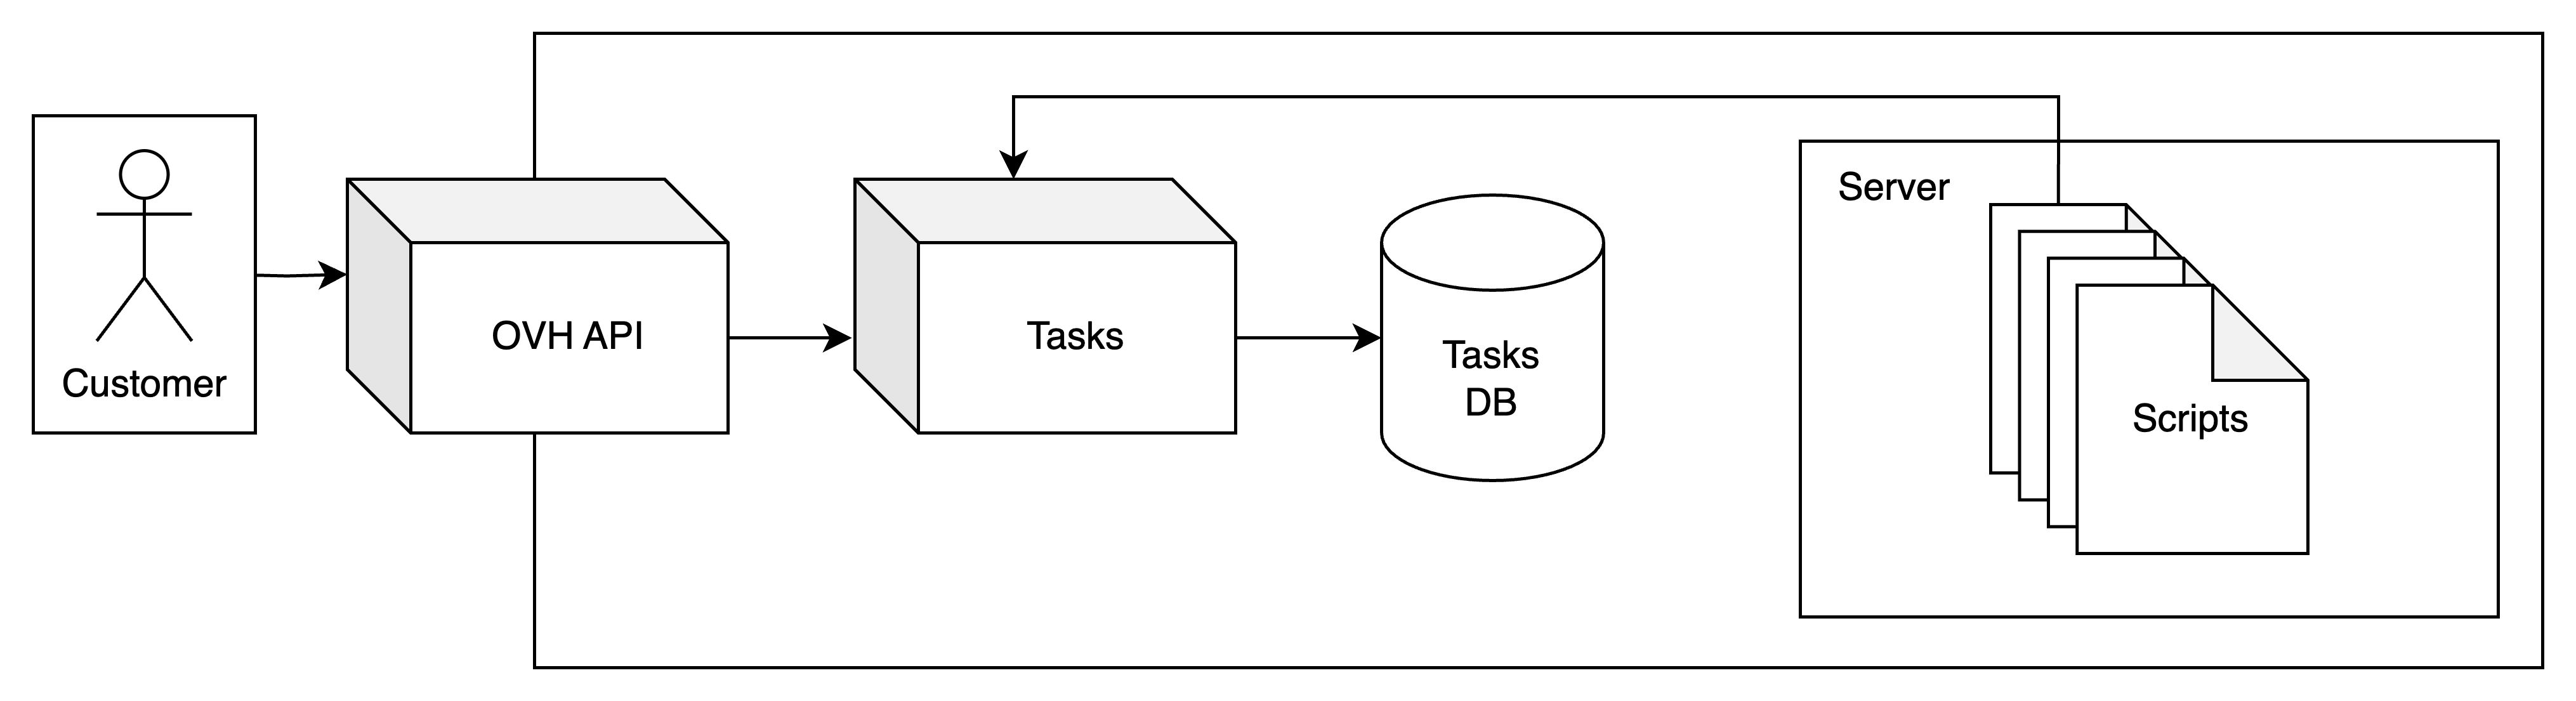 Customer
OVH API
Tasks
Tasks
DB
Server
Scripts